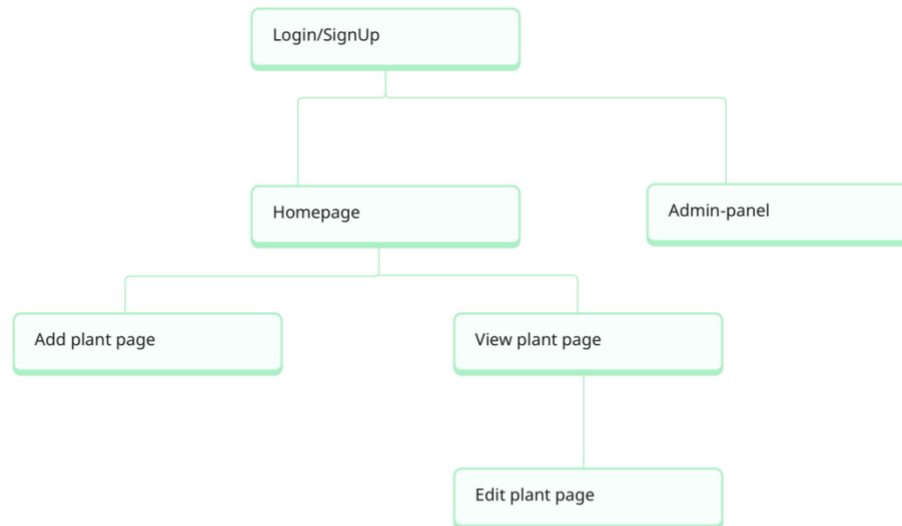 Login/SignUp
Homepage
Admin-panel
Add plant page
View plant page
Edit plant page